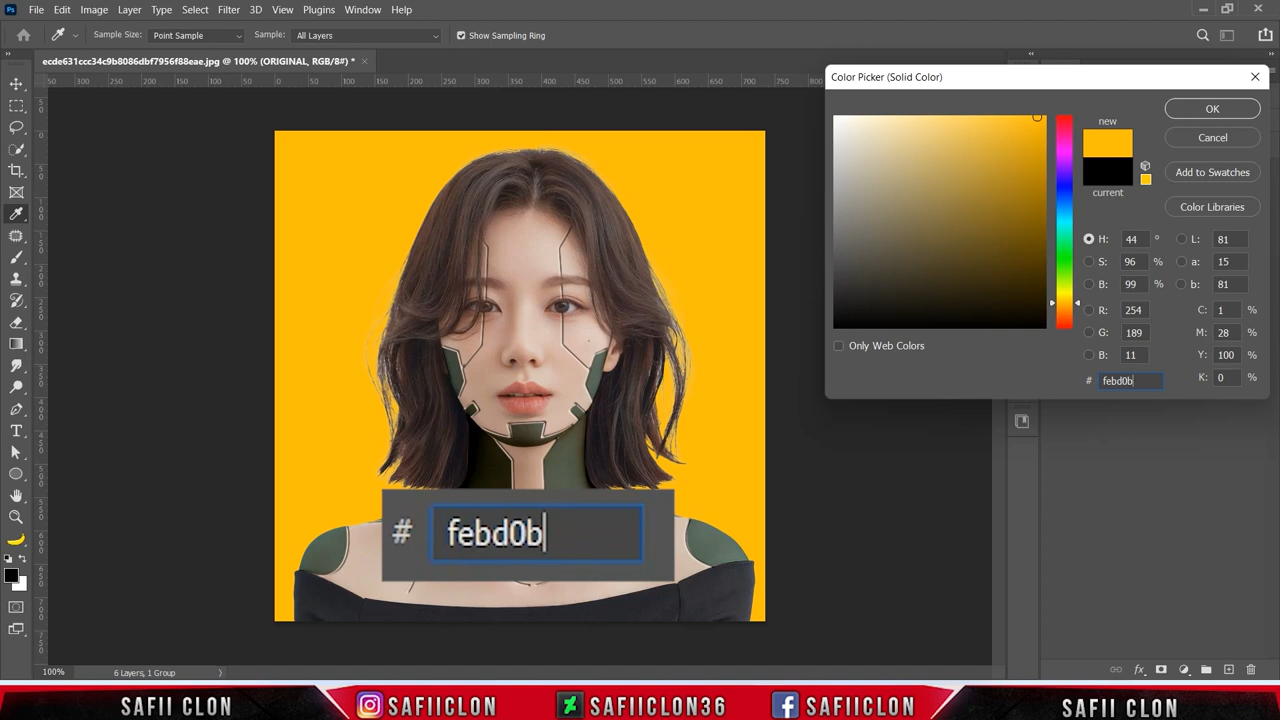 Ps File Edit Image Layer Type Select Filter 3D View Plugins Window Help
Sample Size: Point Sample Sample: All Layers Show Sampling Ring
ecde631ccc34c9b8086dbf7956f88eae.jpg @ 100% (ORIGINAL, RGB/8#) *
Color Picker (Solid Color)
new
current
OK
Cancel
Add to Swatches
Color Libraries
H: 44 °
S: 96 %
B: 99 %
R: 254
G: 189
B: 11
# febd0b
L: 81
a: 15
b: 81
C: 1 %
M: 28 %
Y: 100 %
K: 0 %
Only Web Colors
# febd0b
100% 6 Layers, 1 Group
SAFII CLON SAFIICLON SAFIICLON36 SAFIICLON SAFII CLON